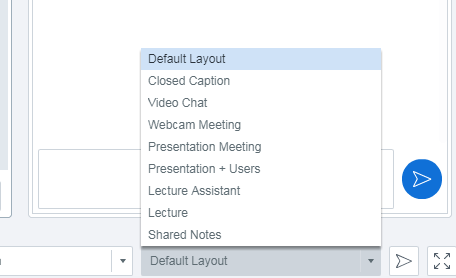 Default Layout
Closed Caption
Video Chat
Webcam Meeting
Presentation Meeting
Presentation + Users
Lecture Assistant
Lecture
Shared Notes
Default Layout